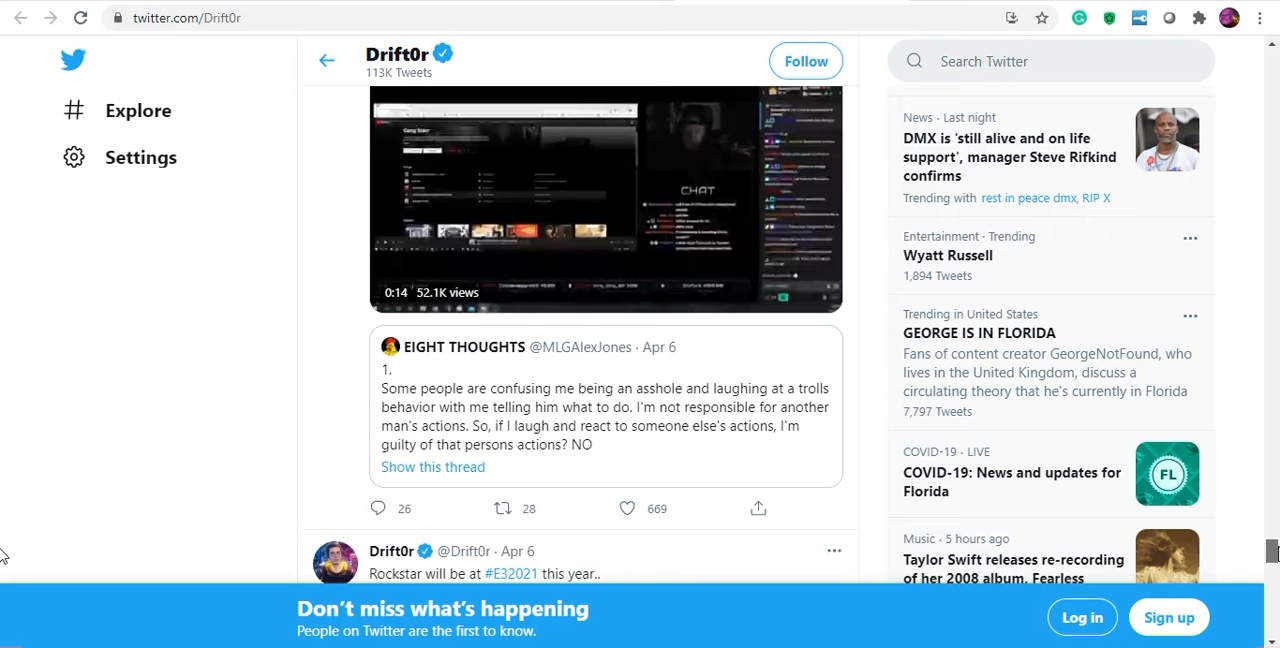 twitter.com/Drift0r
Drift0r
113K Tweets
Follow
Search Twitter
Explore
Settings
CHAT
0:14 52.1K views
EIGHT THOUGHTS @MLGAlexJones · Apr 6
1.
Some people are confusing me being an asshole and laughing at a trolls
behavior with me telling him what to do. I'm not responsible for another
man's actions. So, if I laugh and react to someone else's actions, I'm
guilty of that persons actions? NO
Show this thread
26 28 669
Drift0r @Drift0r · Apr 6
Rockstar will be at #E32021 this year..
News · Last night
DMX is 'still alive and on life
support', manager Steve Rifkind
confirms
Trending with rest in peace dmx, RIP X
Entertainment · Trending
Wyatt Russell
1,894 Tweets
Trending in United States
GEORGE IS IN FLORIDA
Fans of content creator GeorgeNotFound, who
lives in the United Kingdom, discuss a
circulating theory that he's currently in Florida
7,797 Tweets
COVID-19 · LIVE
COVID-19: News and updates for
Florida
FL
Music · 5 hours ago
Taylor Swift releases re-recording
of her 2008 album, Fearless
Don't miss what's happening
People on Twitter are the first to know.
Log in
Sign up